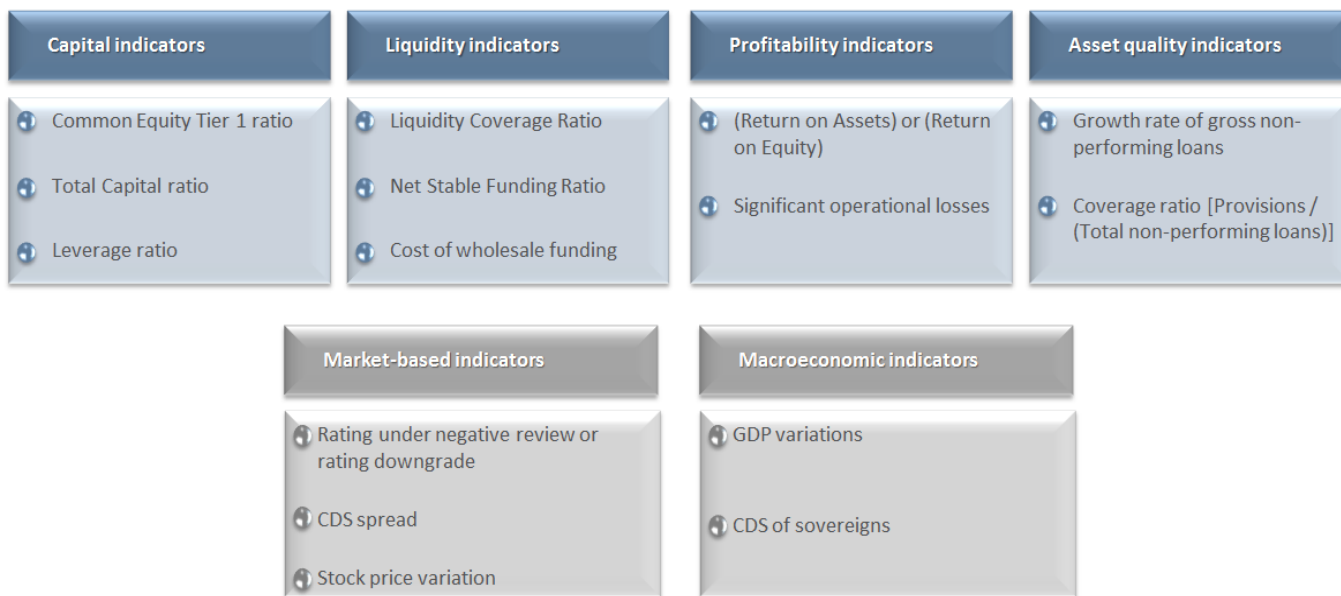 Capital indicators
Common Equity Tier 1 ratio
Total Capital ratio
Leverage ratio
Liquidity indicators
Liquidity Coverage Ratio
Net Stable Funding Ratio
Cost of wholesale funding
Profitability indicators
(Return on Assets) or (Return
on Equity)
Significant operational losses
Asset quality indicators
Growth rate of gross non-
performing loans
Coverage ratio [Provisions /
(Total non-performing loans)]
Market-based indicators
Rating under negative review or
rating downgrade
CDS spread
Stock price variation
Macroeconomic indicators
GDP variations
CDS of sovereigns